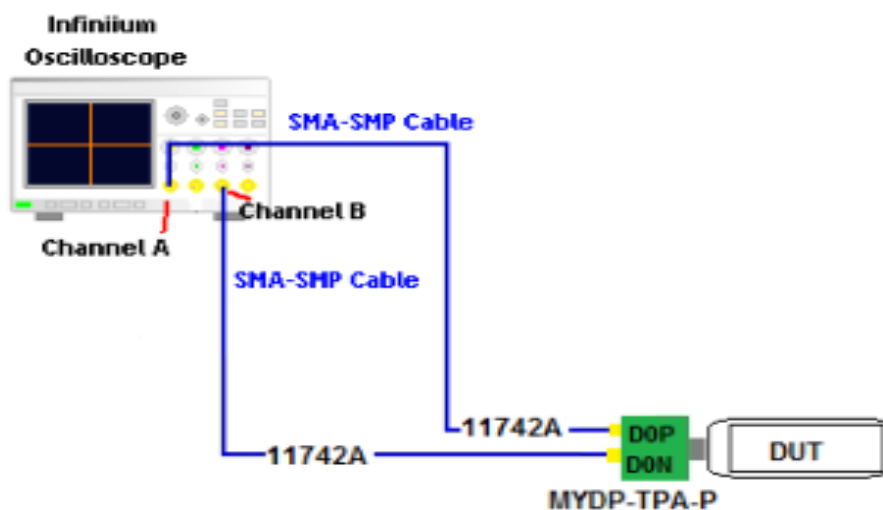 Infiniium
Oscilloscope
SMA-SMP Cable
Channel B
Channel A
SMA-SMP Cable
11742A
D0P
DUT
11742A
D0N
MYDP-TPA-P